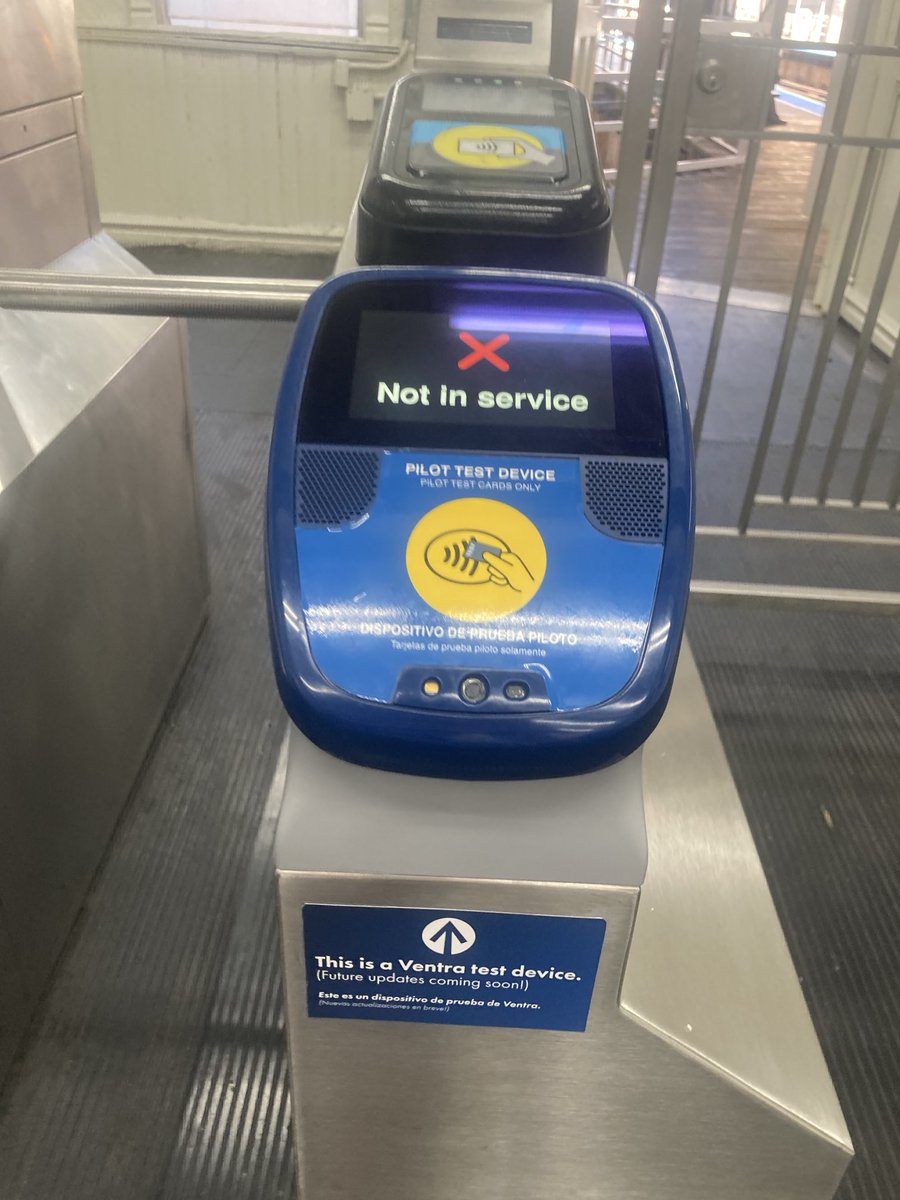 Not in service
PILOT TEST DEVICE
PILOT TEST CARDS ONLY
DISPOSITIVO DE PRUEBA PILOTO
Tarjetas de prueba piloto solamente
This is a Ventra test device.
(Future updates coming soon!)
Este es un dispositivo de prueba de Ventra.
(Nuevas actualizaciones en breve!)